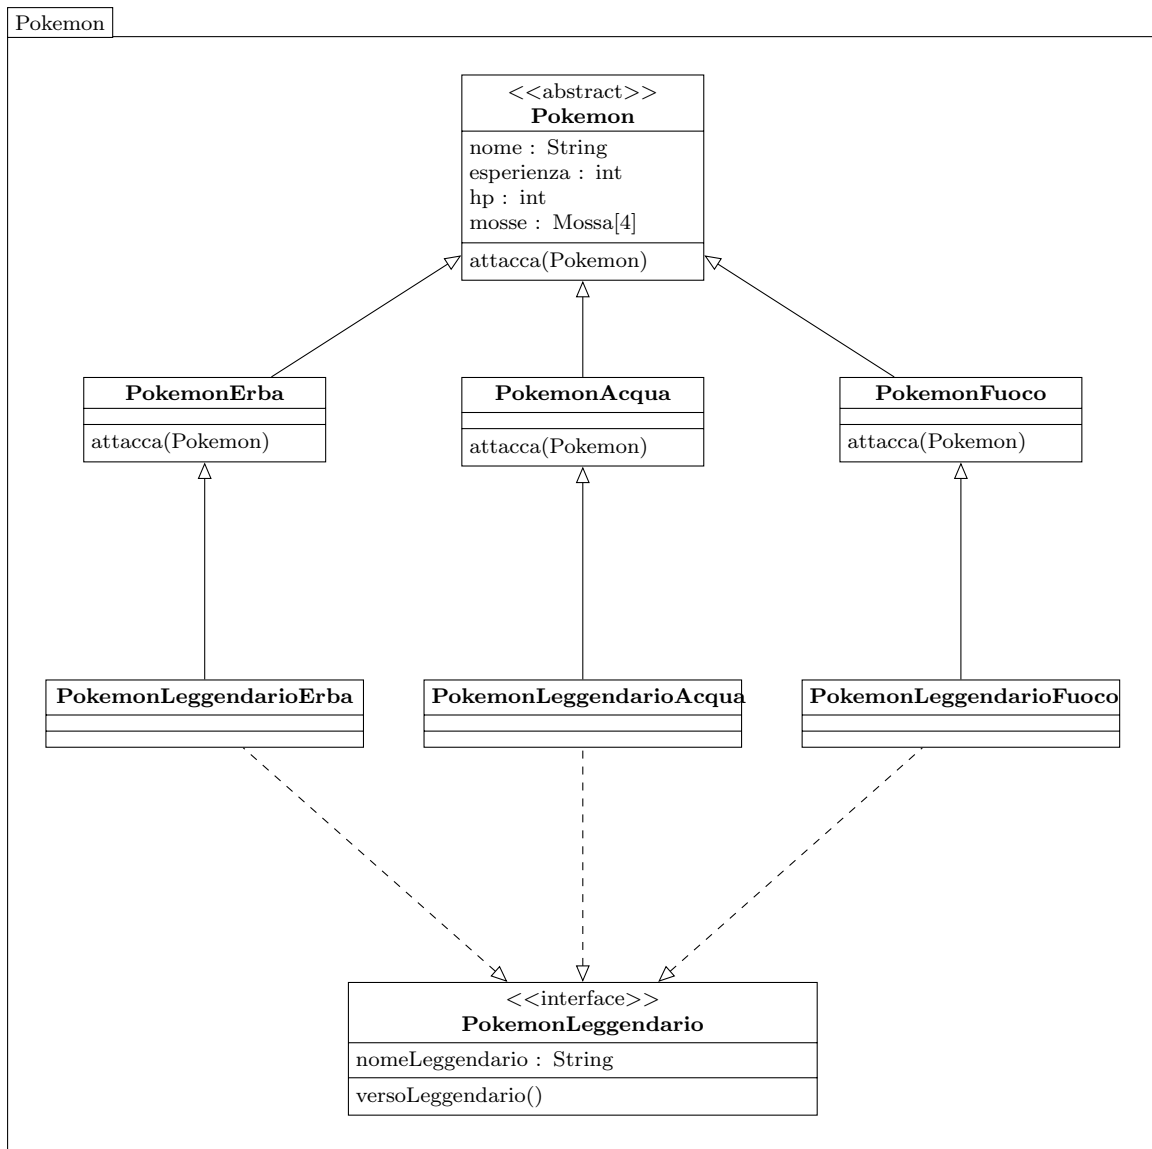 Pokemon
<<abstract>>
Pokemon
nome : String
esperienza : int
hp : int
mosse : Mossa[4]
attacca(Pokemon)
PokemonErba
attacca(Pokemon)
PokemonAcqua
attacca(Pokemon)
PokemonFuoco
attacca(Pokemon)
PokemonLeggendarioErba
PokemonLeggendarioAcqua
PokemonLeggendarioFuoco
<<interface>>
PokemonLeggendario
nomeLeggendario : String
versoLeggendario()